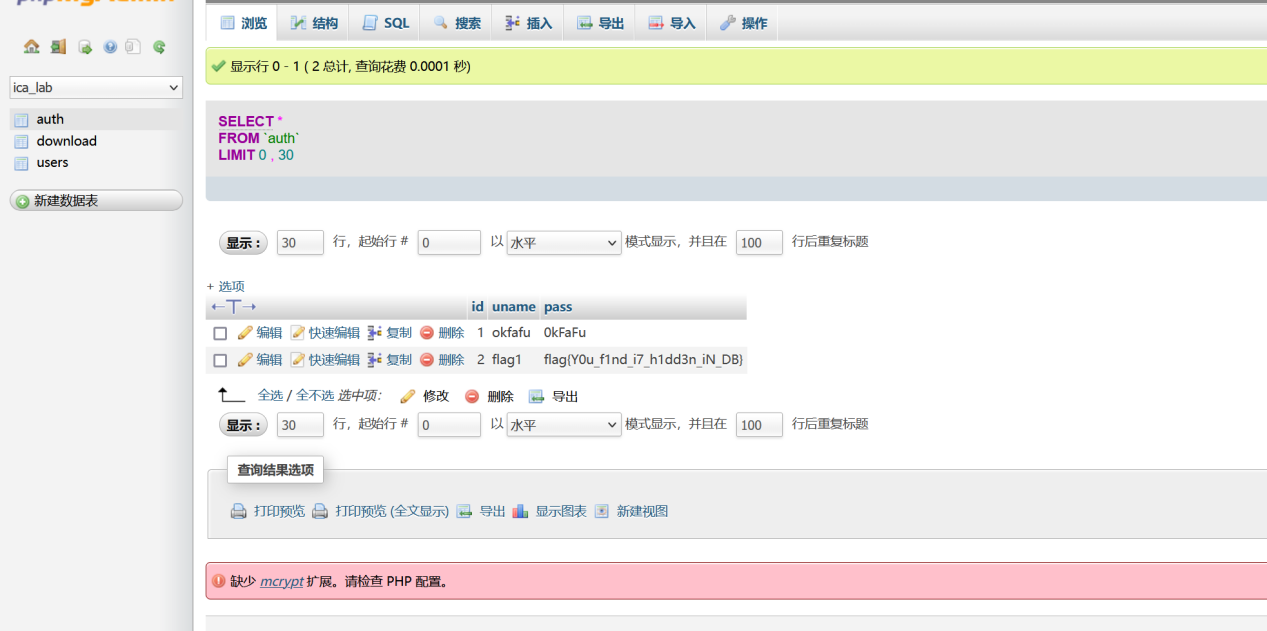 浏览 结构 SQL 搜索 插入 导出 导入 操作
ica_lab
auth
download
users
新建数据表
显示行 0 - 1 ( 2 总计, 查询花费 0.0001 秒)
SELECT *
FROM `auth`
LIMIT 0 , 30
显示 : 30 行，起始行 # 0 以 水平 模式显示，并且在 100 行后重复标题
+ 选项
←T→ id uname pass
编辑 快速编辑 复制 删除 1 okfafu 0kFaFu
编辑 快速编辑 复制 删除 2 flag1 flag{Y0u_f1nd_i7_h1dd3n_iN_DB}
全选 / 全不选 选中项: 修改 删除 导出
显示 : 30 行，起始行 # 0 以 水平 模式显示，并且在 100 行后重复标题
查询结果选项
打印预览 打印预览 (全文显示) 导出 显示图表 新建视图
缺少 mcrypt 扩展。请检查 PHP 配置。